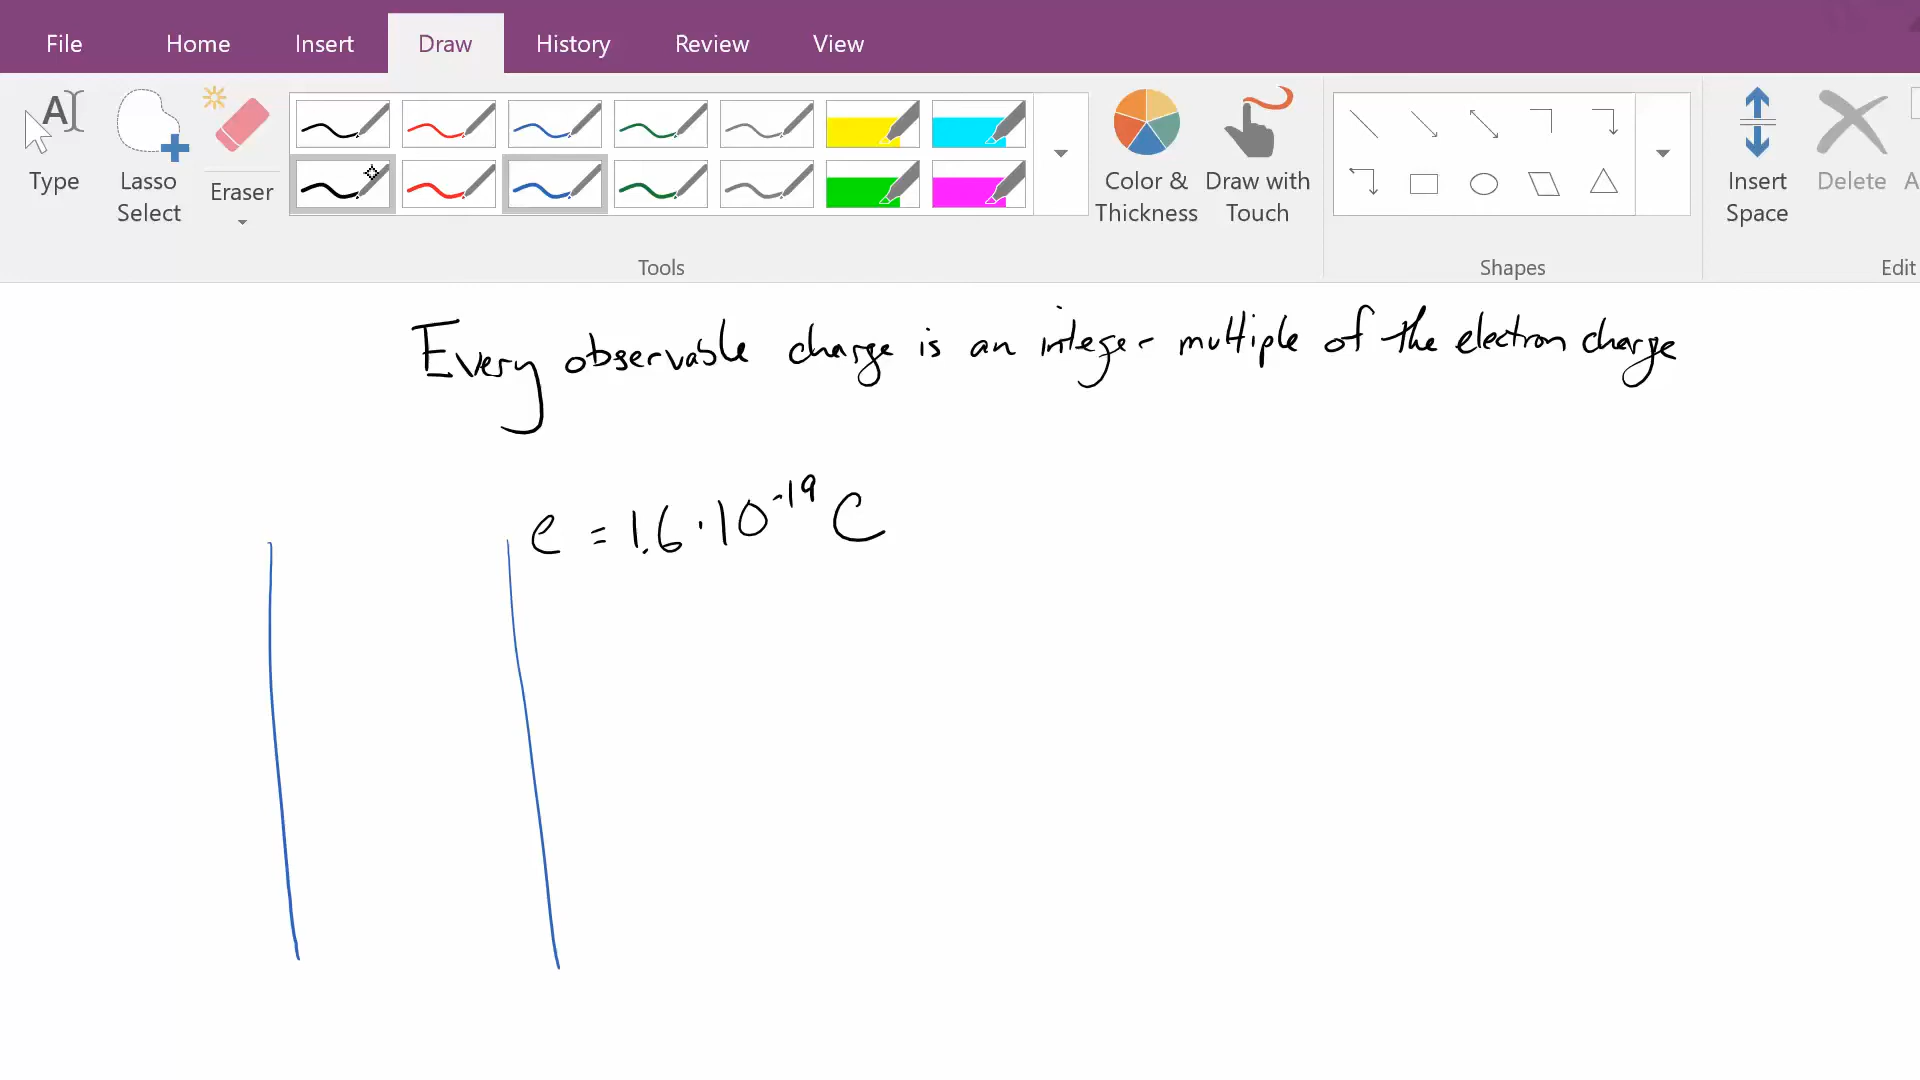 File Home Insert Draw History Review View
Type
Lasso Select
Eraser
Color & Thickness
Draw with Touch
Insert Space
Delete
A
Tools
Shapes
Edit
Every observable charge is an integer multiple of the electron charge
e = 1.6·10⁻¹⁹ C